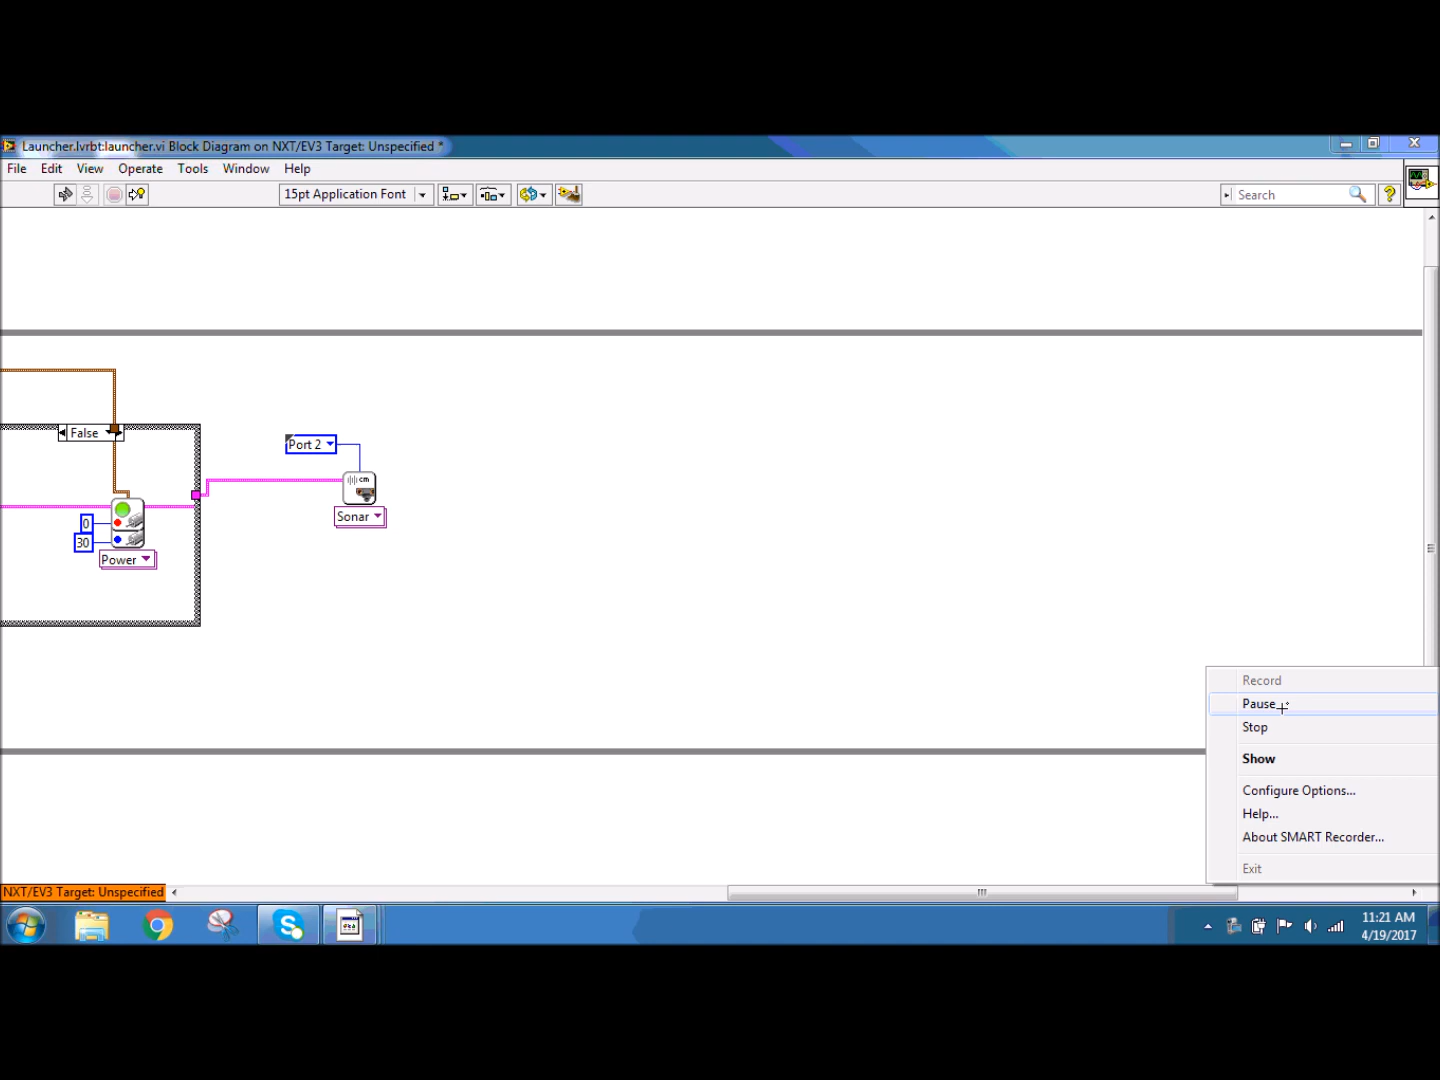 Launcher.lvrbt:launcher.vi Block Diagram on NXT/EV3 Target: Unspecified *
File Edit View Operate Tools Window Help
15pt Application Font
Search
?
False
Port 2
cm
Sonar
0
30
Power
Record
Pause
Stop
Show
Configure Options...
Help...
About SMART Recorder...
Exit
NXT/EV3 Target: Unspecified
11:21 AM
4/19/2017